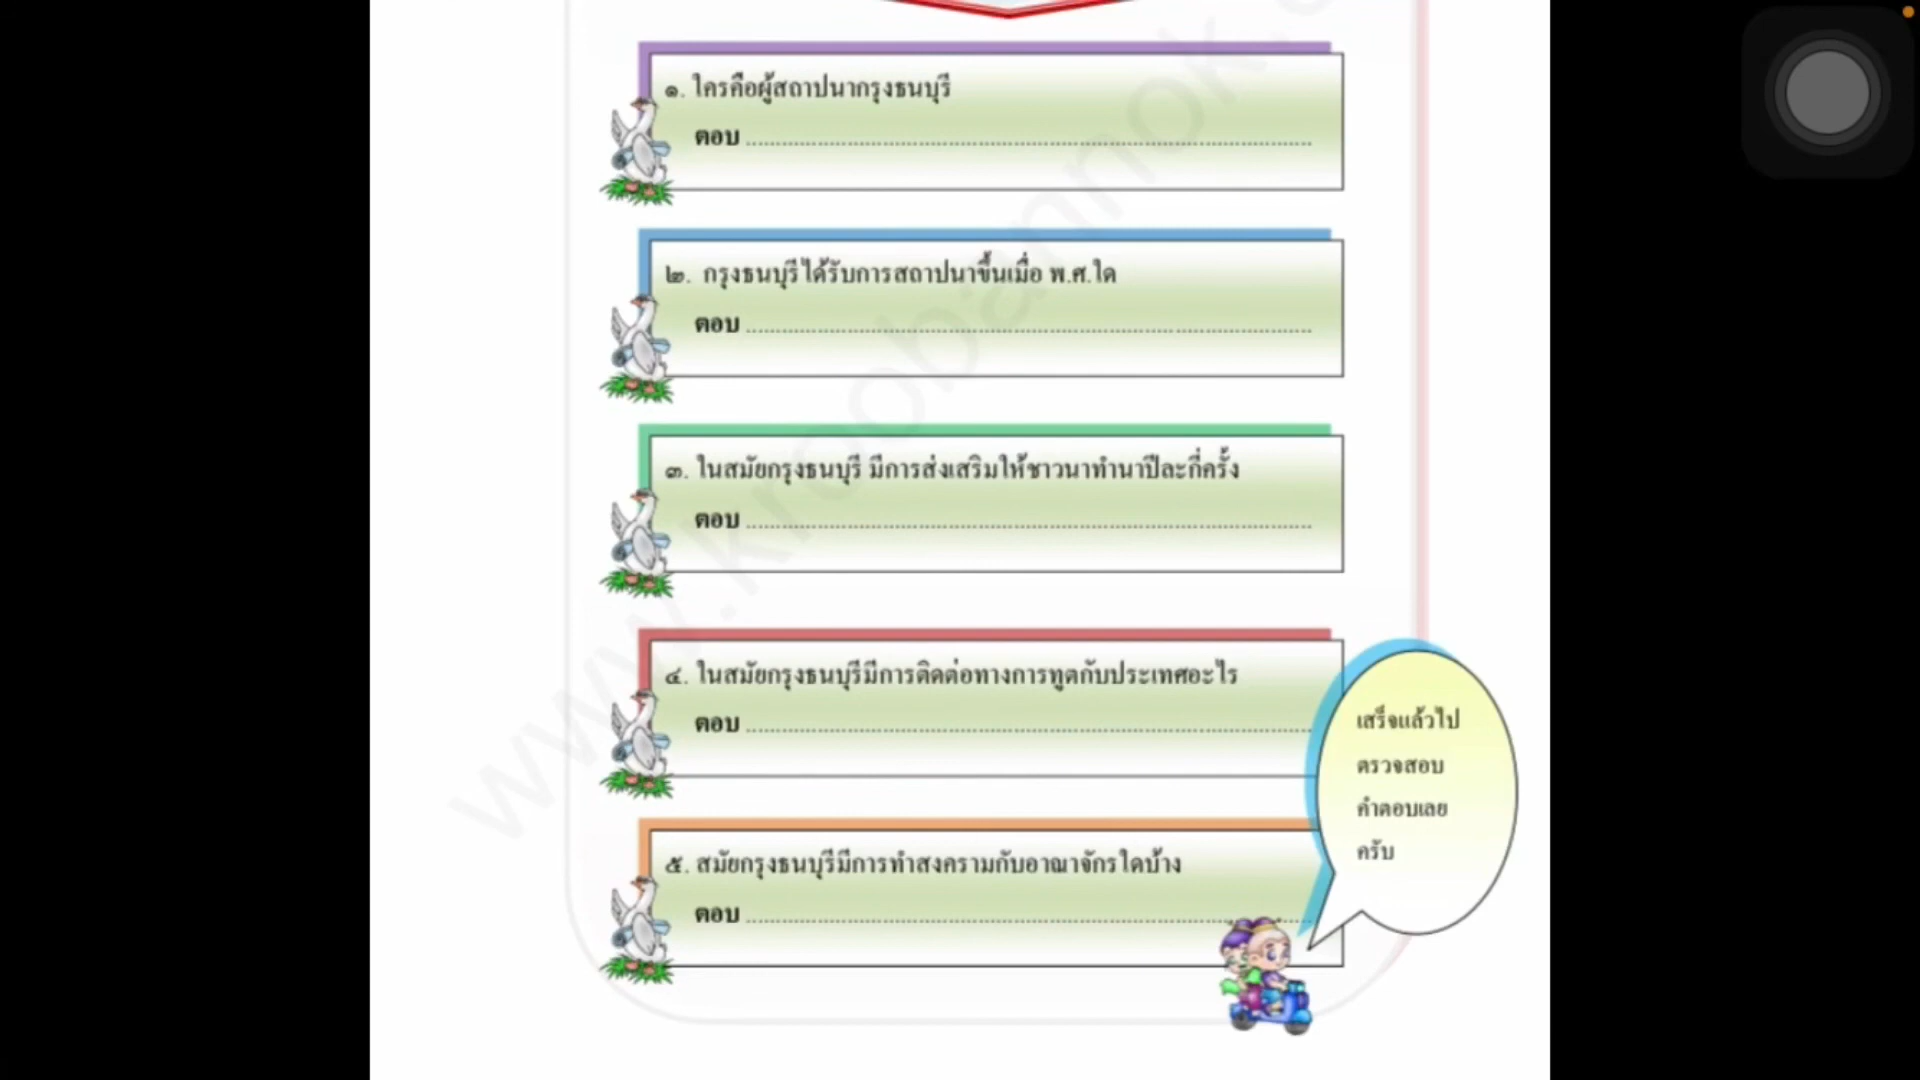 ๑. ใครคือผู้สถาปนากรุงธนบุรี
ตอบ ................................................................................................
๒. กรุงธนบุรีได้รับการสถาปนาขึ้นเมื่อ พ.ศ.ใด
ตอบ ................................................................................................
๓. ในสมัยกรุงธนบุรี มีการส่งเสริมให้ชาวนาทำนาปีละกี่ครั้ง
ตอบ ................................................................................................
๔. ในสมัยกรุงธนบุรีมีการติดต่อทางการทูตกับประเทศอะไร
ตอบ ................................................................................................
๕. สมัยกรุงธนบุรีมีการทำสงครามกับอาณาจักรใดบ้าง
ตอบ ................................................................................................
เสร็จแล้วไป
ตรวจสอบ
คำตอบเลย
ครับ
www.kroobannok.c